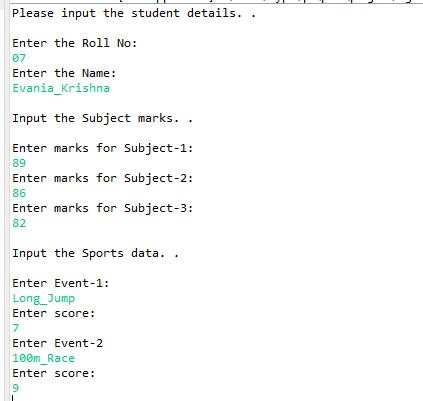 Please input the student details. .
Enter the Roll No:
07
Enter the Name:
Evania_Krishna
Input the Subject marks. .
Enter marks for Subject-1:
89
Enter marks for Subject-2:
86
Enter marks for Subject-3:
82
Input the Sports data. .
Enter Event-1:
Long_Jump
Enter score:
7
Enter Event-2
100m_Race
Enter score:
9